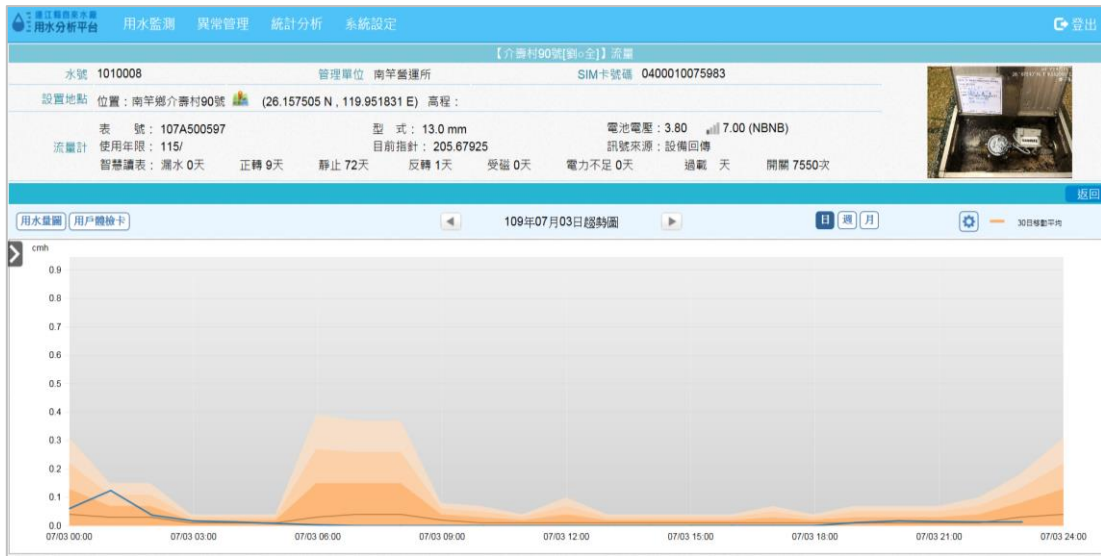 連江縣自來水廠
用水分析平台 用水監測 異常管理 統計分析 系統設定 登出
【介壽村90號[劉○全]】流量
水號 1010008 管理單位 南竿營運所 SIM卡號碼 0400010075983
設置地點 位置：南竿鄉介壽村90號 (26.157505 N , 119.951831 E) 高程：
表 號：107A500597 型 式：13.0 mm 電池電壓：3.80 7.00 (NBNB)
流量計 使用年限：115/ 目前指針：205.67925 訊號來源：設備回傳
智慧讀表：漏水 0天 正轉 9天 靜止 72天 反轉 1天 受磁 0天 電力不足 0天 過載 天 開關 7550次
返回
用水量圖 用戶體檢卡 109年07月03日趨勢圖 日 週 月 30日移動平均
cmh
0.9
0.8
0.7
0.6
0.5
0.4
0.3
0.2
0.1
0.0
07/03 00:00 07/03 03:00 07/03 06:00 07/03 09:00 07/03 12:00 07/03 15:00 07/03 18:00 07/03 21:00 07/03 24:00